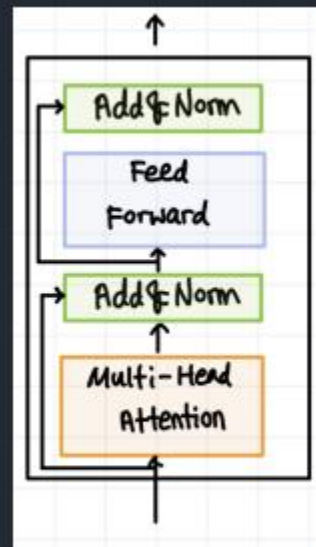 Add & Norm
Feed
Forward
Add & Norm
Multi-Head
Attention